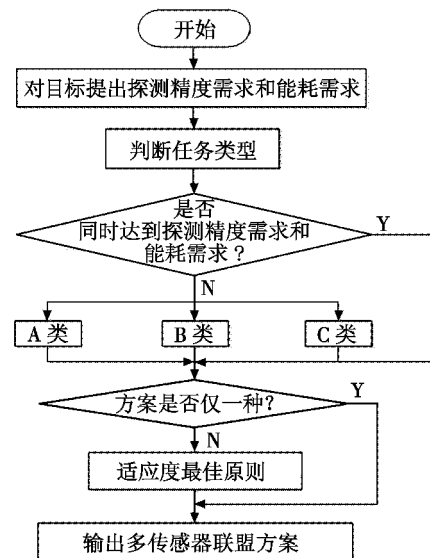 开始
对目标提出探测精度需求和能耗需求
判断任务类型
是否
同时达到探测精度需求和
能耗需求？
Y
N
A 类
B 类
C 类
方案是否仅一种？
Y
N
适应度最佳原则
输出多传感器联盟方案